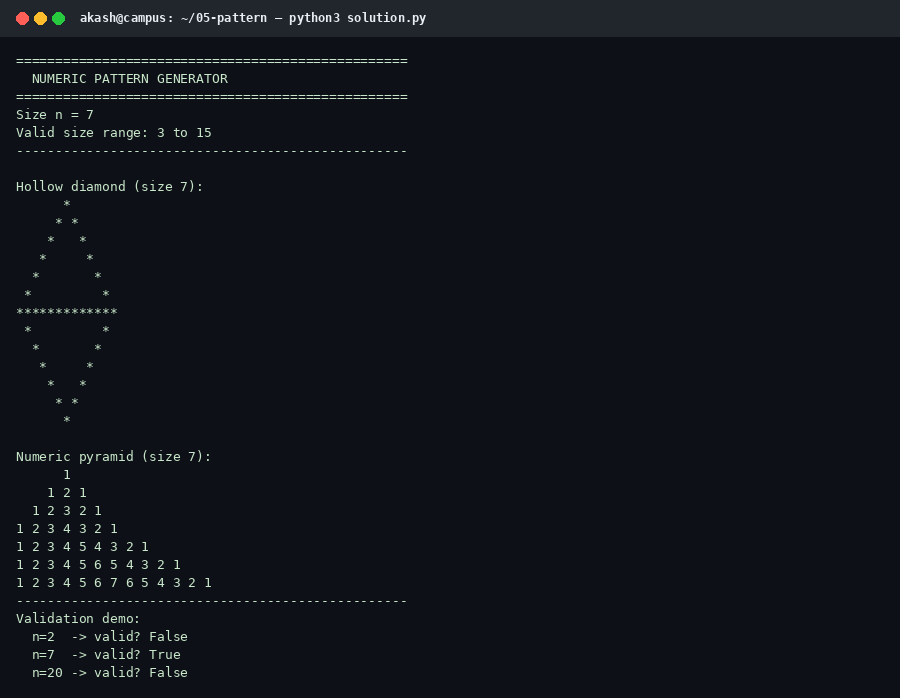 akash@campus: ~/05-pattern — python3 solution.py
==================================================
  NUMERIC PATTERN GENERATOR
==================================================
Size n = 7
Valid size range: 3 to 15
--------------------------------------------------

Hollow diamond (size 7):
      *
     * *
    *   *
   *     *
  *       *
 *         *
*************
 *         *
  *       *
   *     *
    *   *
     * *
      *

Numeric pyramid (size 7):
      1
    1 2 1
  1 2 3 2 1
1 2 3 4 3 2 1
1 2 3 4 5 4 3 2 1
1 2 3 4 5 6 5 4 3 2 1
1 2 3 4 5 6 7 6 5 4 3 2 1
--------------------------------------------------
Validation demo:
  n=2  -> valid? False
  n=7  -> valid? True
  n=20 -> valid? False